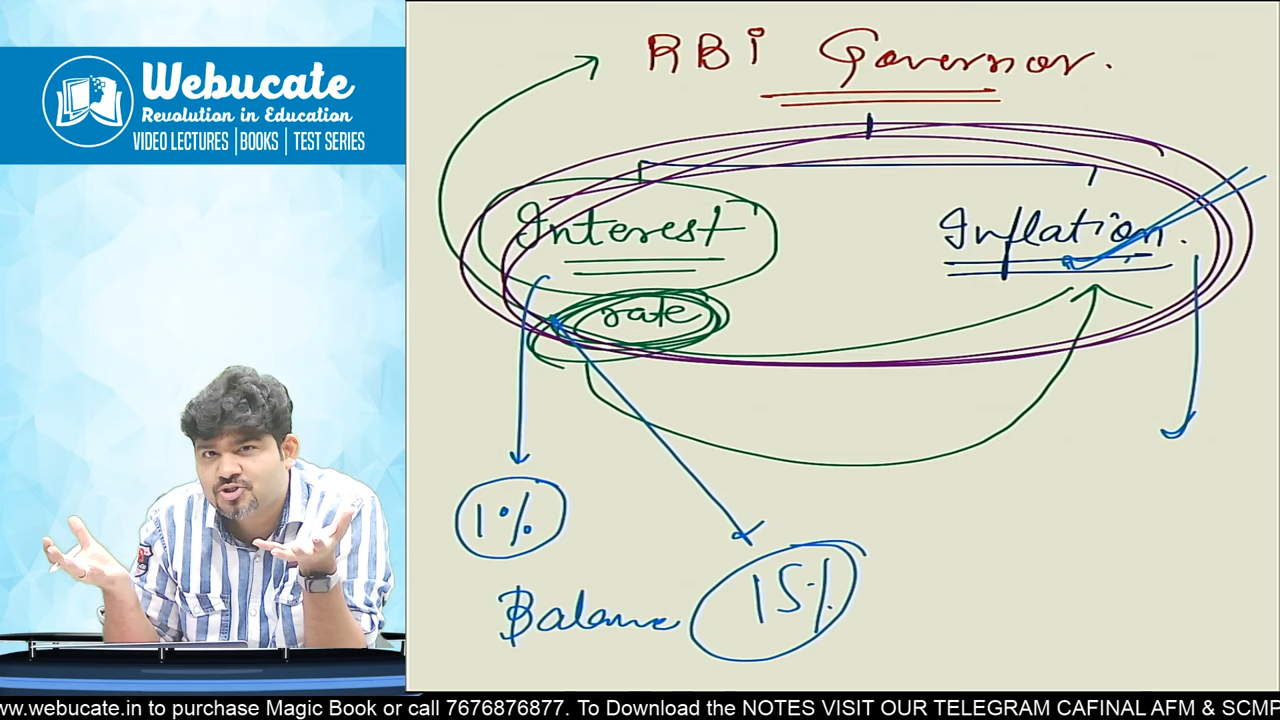 Webucate
Revolution in Education
VIDEO LECTURES | BOOKS | TEST SERIES
RBI Governor.
Interest
rate
Inflation.
1%
Balance
15%
ww.webucate.in to purchase Magic Book or call 7676876877. To Download the NOTES VISIT OUR TELEGRAM CAFINAL AFM & SCMP